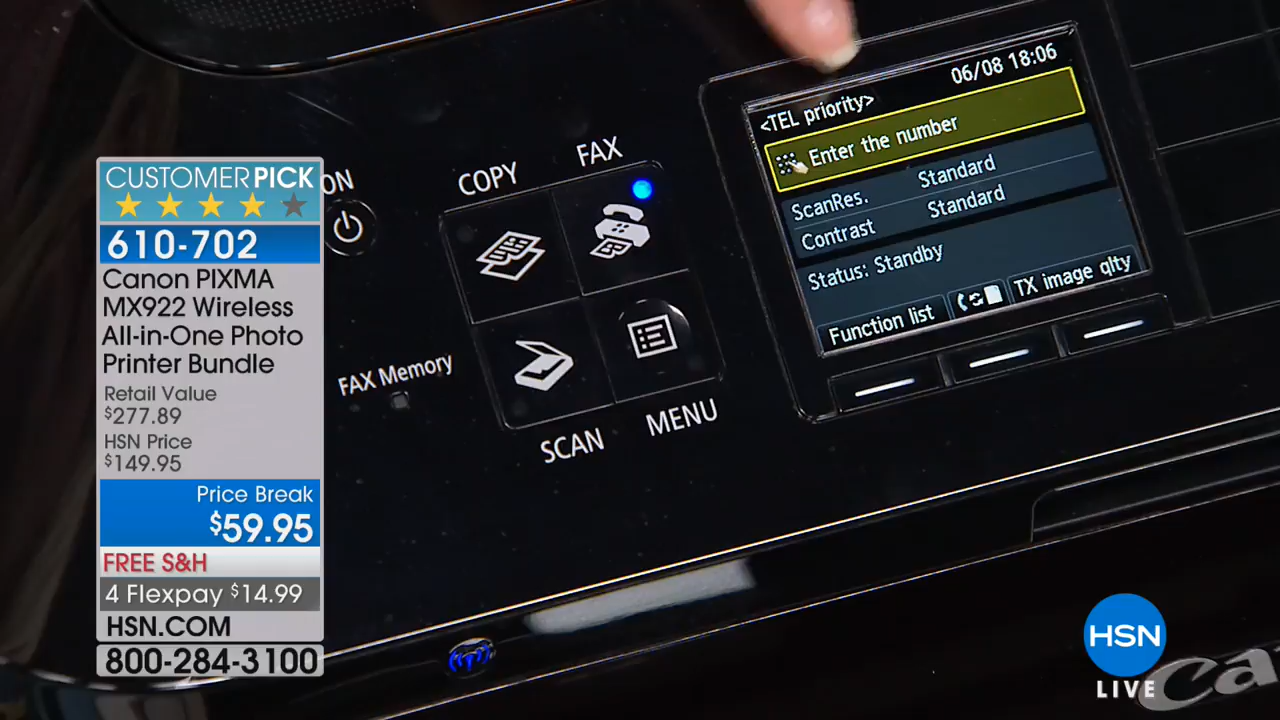 CUSTOMER PICK
610-702
Canon PIXMA
MX922 Wireless
All-in-One Photo
Printer Bundle
Retail Value
$277.89
HSN Price
$149.95
Price Break
$59.95
FREE S&H
4 Flexpay $14.99
HSN.COM
800-284-3100
ON
COPY
FAX
FAX Memory
SCAN
MENU
06/08 18:06
<TEL priority>
Enter the number
ScanRes. Standard
Contrast Standard
Status: Standby
Function list
TX image qlty
HSN
LIVE